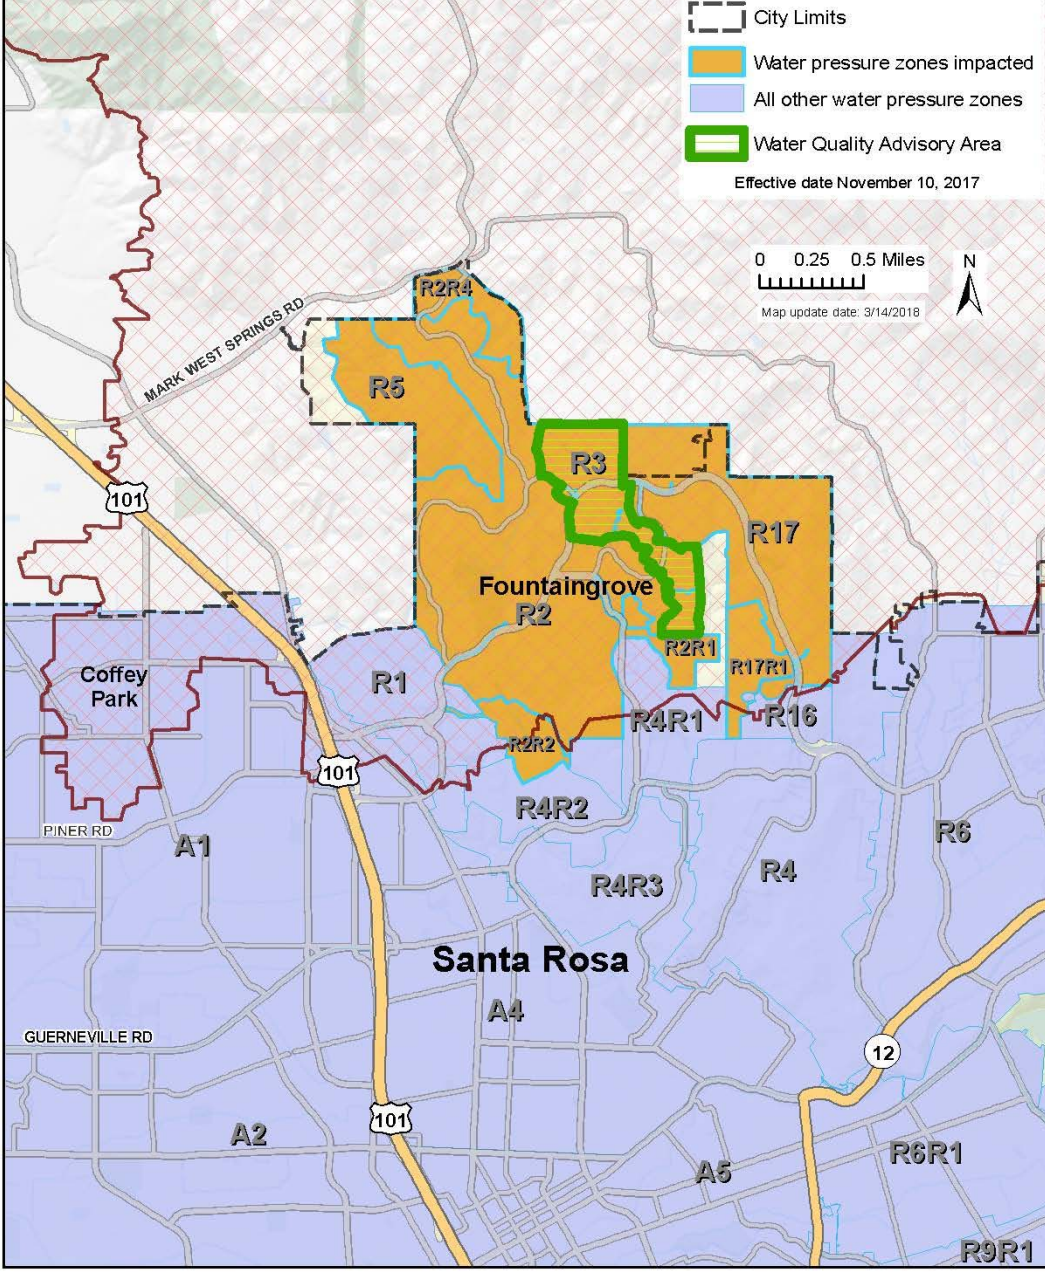 City Limits
Water pressure zones impacted
All other water pressure zones
Water Quality Advisory Area
Effective date November 10, 2017
0 0.25 0.5 Miles
N
Map update date: 3/14/2018
R2R4
MARK WEST SPRINGS RD
R5
R3
101
R17
Fountaingrove
R2
R2R1
R17R1
Coffey
Park
R1
R4R1
R16
R2R2
101
R4R2
PINER RD
A1
R6
R4
R4R3
Santa Rosa
A4
GUERNEVILLE RD
12
101
A2
R6R1
A5
R9R1